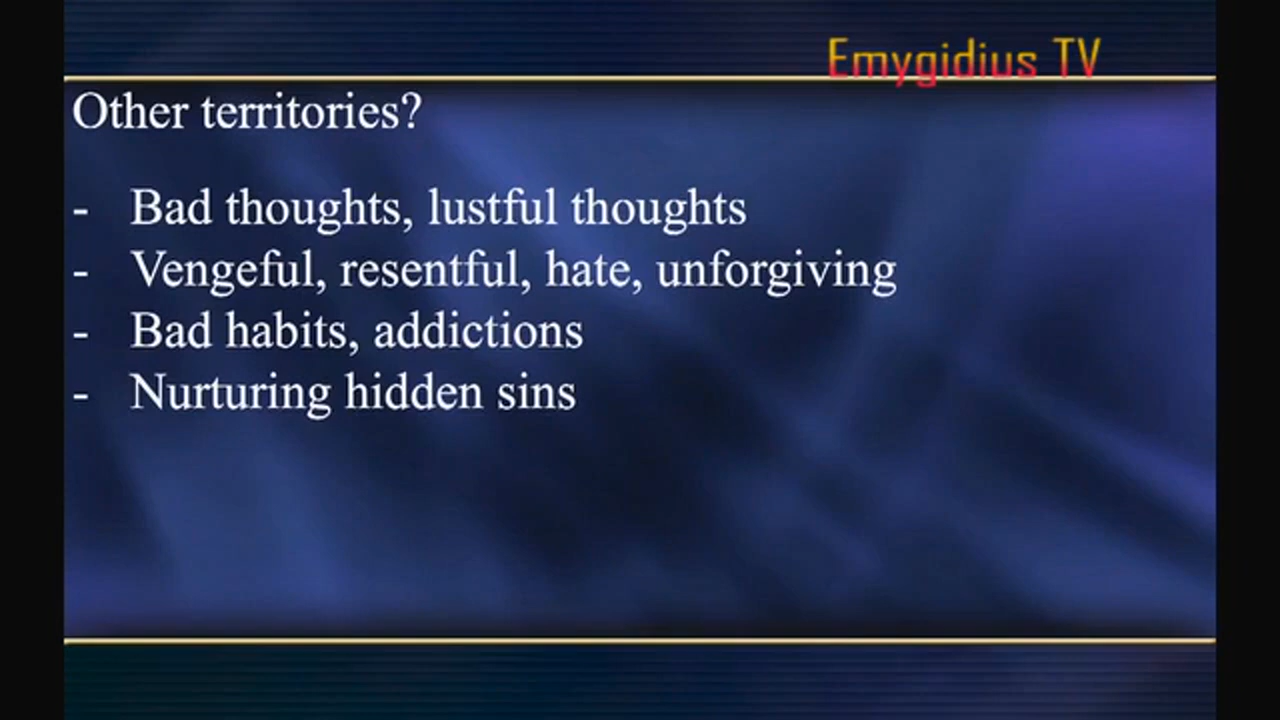 Emygidius TV
Other territories?
- Bad thoughts, lustful thoughts
- Vengeful, resentful, hate, unforgiving
- Bad habits, addictions
- Nurturing hidden sins